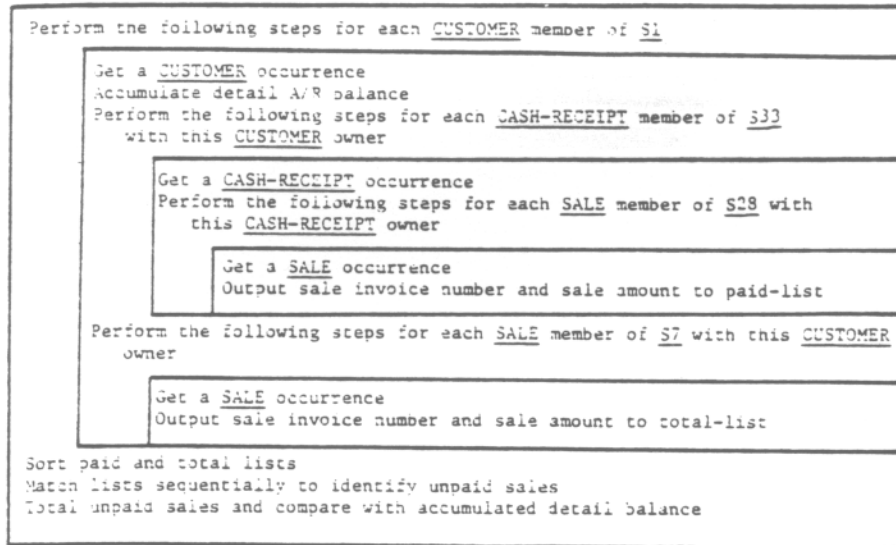 Perform the following steps for each CUSTOMER member of S1
Get a CUSTOMER occurrence
Accumulate detail A/R balance
Perform the following steps for each CASH-RECEIPT member of S33
with this CUSTOMER owner
Get a CASH-RECEIPT occurrence
Perform the following steps for each SALE member of S28 with
this CASH-RECEIPT owner
Get a SALE occurrence
Output sale invoice number and sale amount to paid-list
Perform the following steps for each SALE member of S7 with this CUSTOMER
owner
Get a SALE occurrence
Output sale invoice number and sale amount to total-list
Sort paid and total lists
Match lists sequentially to identify unpaid sales
Total unpaid sales and compare with accumulated detail balance